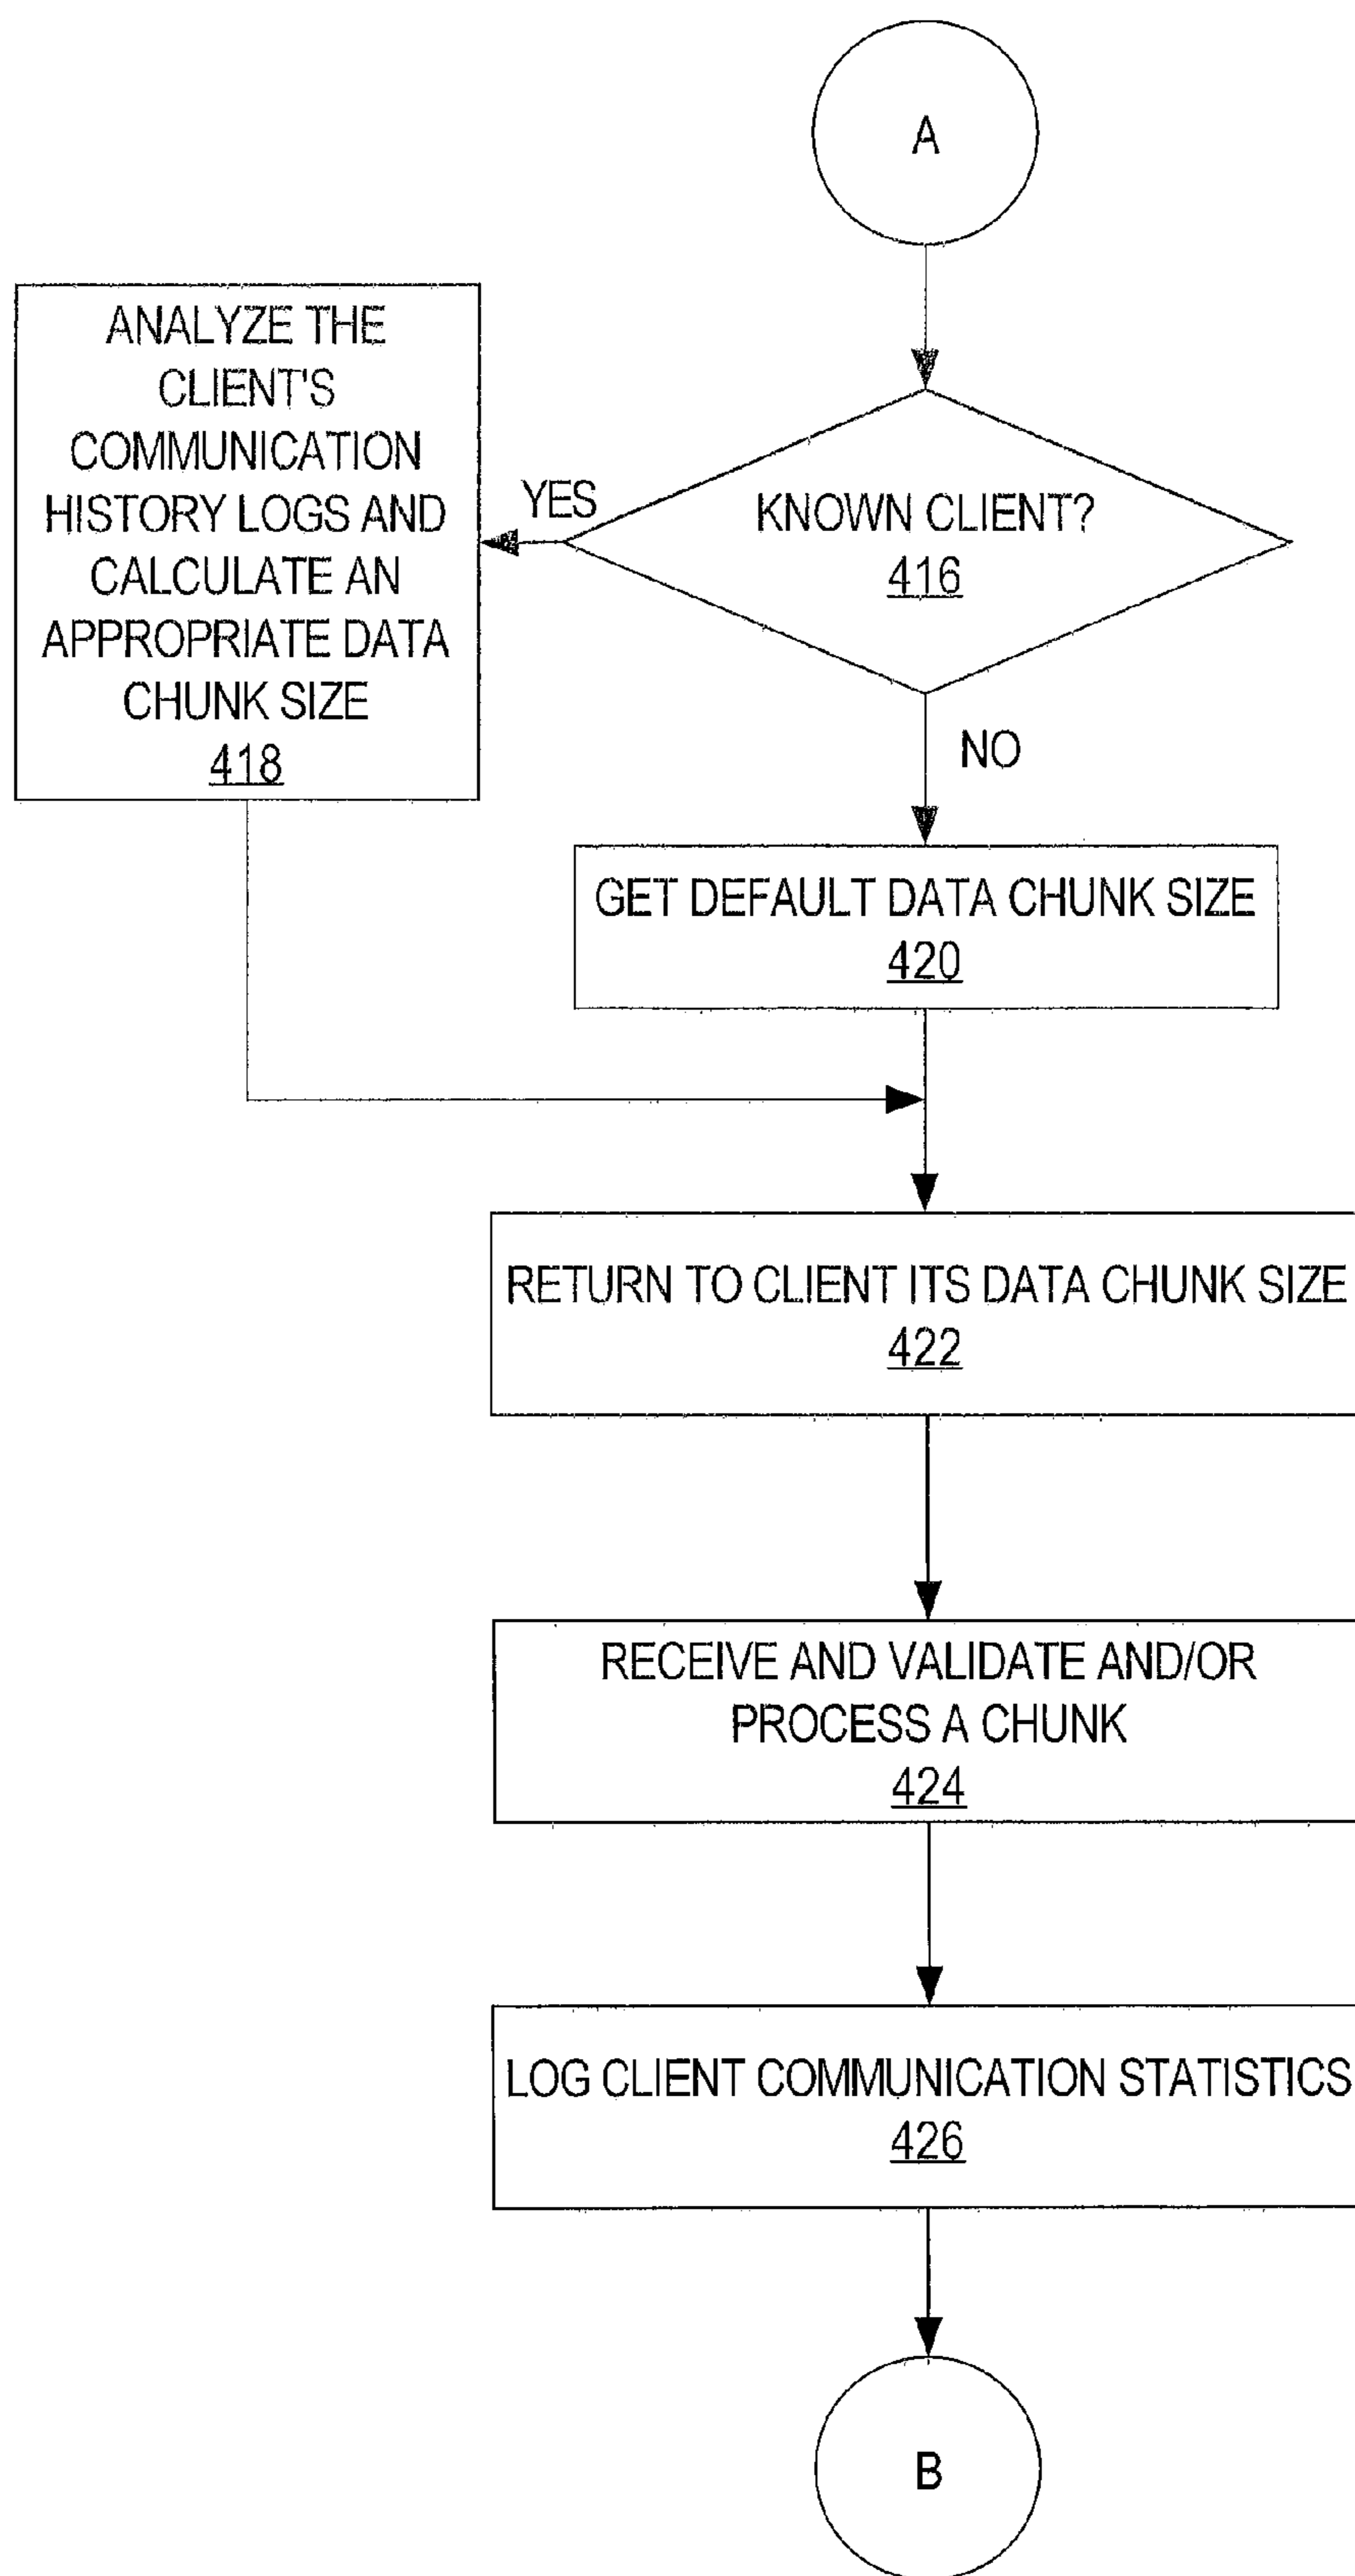 A
KNOWN CLIENT?
416
YES
ANALYZE THE
CLIENT'S
COMMUNICATION
HISTORY LOGS AND
CALCULATE AN
APPROPRIATE DATA
CHUNK SIZE
418
NO
GET DEFAULT DATA CHUNK SIZE
420
RETURN TO CLIENT ITS DATA CHUNK SIZE
422
RECEIVE AND VALIDATE AND/OR
PROCESS A CHUNK
424
LOG CLIENT COMMUNICATION STATISTICS
426
B